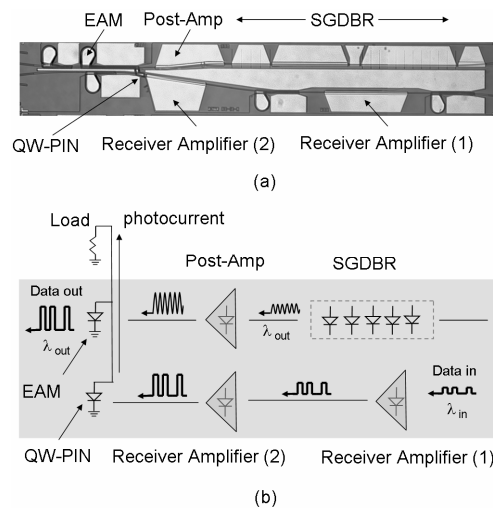 EAM Post-Amp SGDBR
QW-PIN Receiver Amplifier (2) Receiver Amplifier (1)
(a)
Load photocurrent
Post-Amp SGDBR
Data out
λout
λout
Data in
λin
EAM
QW-PIN Receiver Amplifier (2) Receiver Amplifier (1)
(b)